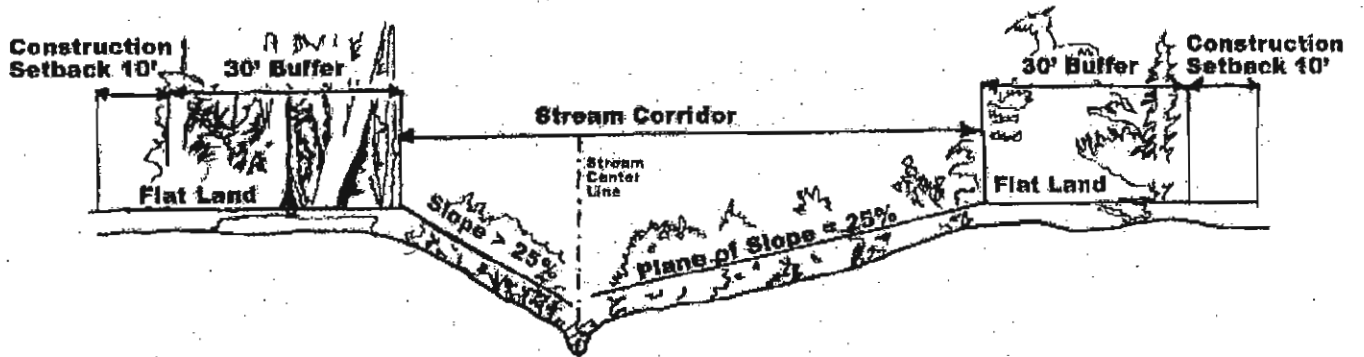 Construction
Setback 10'
30' Buffer
Stream Corridor
30' Buffer
Construction
Setback 10'
Stream
Center
Line
Flat Land
Flat Land
Slope > 25%
Plane of Slope = 25%